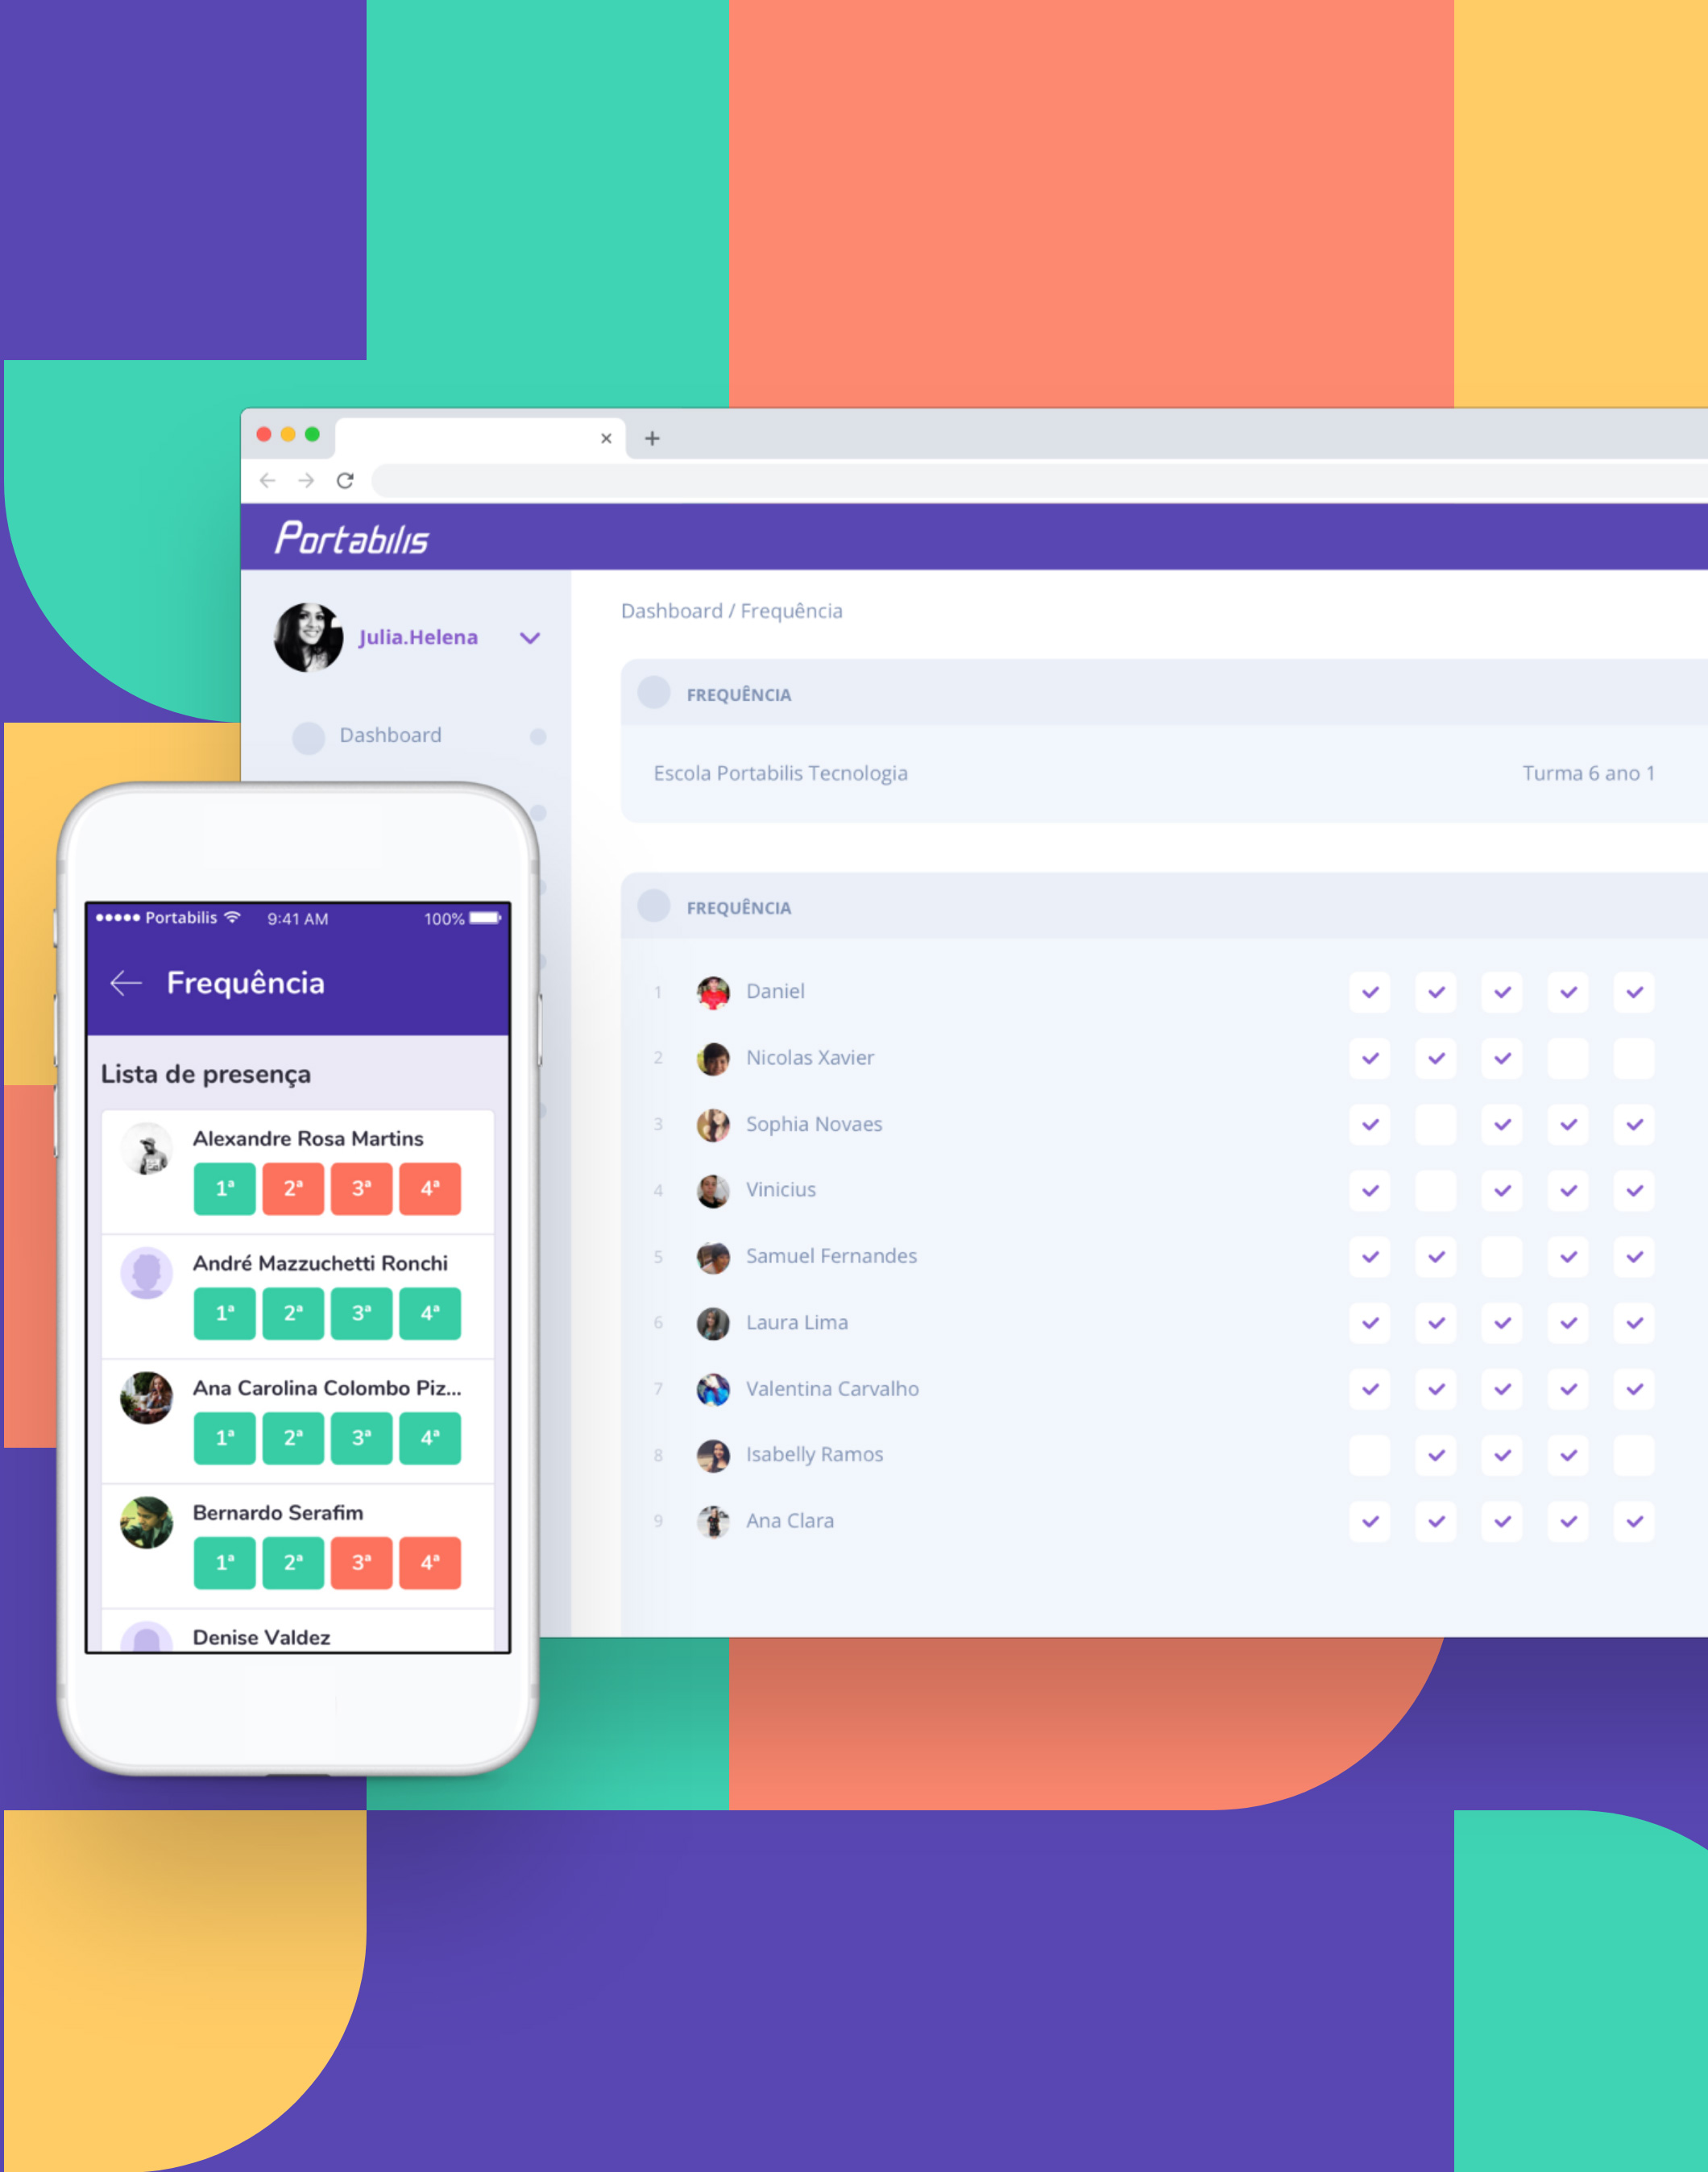 Portabilis
Julia.Helena
Dashboard
Dashboard / Frequência
FREQUÊNCIA
Escola Portabilis Tecnologia
Turma 6 ano 1
FREQUÊNCIA
1 Daniel
2 Nicolas Xavier
3 Sophia Novaes
4 Vinicius
5 Samuel Fernandes
6 Laura Lima
7 Valentina Carvalho
8 Isabelly Ramos
9 Ana Clara
Portabilis 9:41 AM 100%
Frequência
Lista de presença
Alexandre Rosa Martins
1ª 2ª 3ª 4ª
André Mazzuchetti Ronchi
1ª 2ª 3ª 4ª
Ana Carolina Colombo Piz...
1ª 2ª 3ª 4ª
Bernardo Serafim
1ª 2ª 3ª 4ª
Denise Valdez